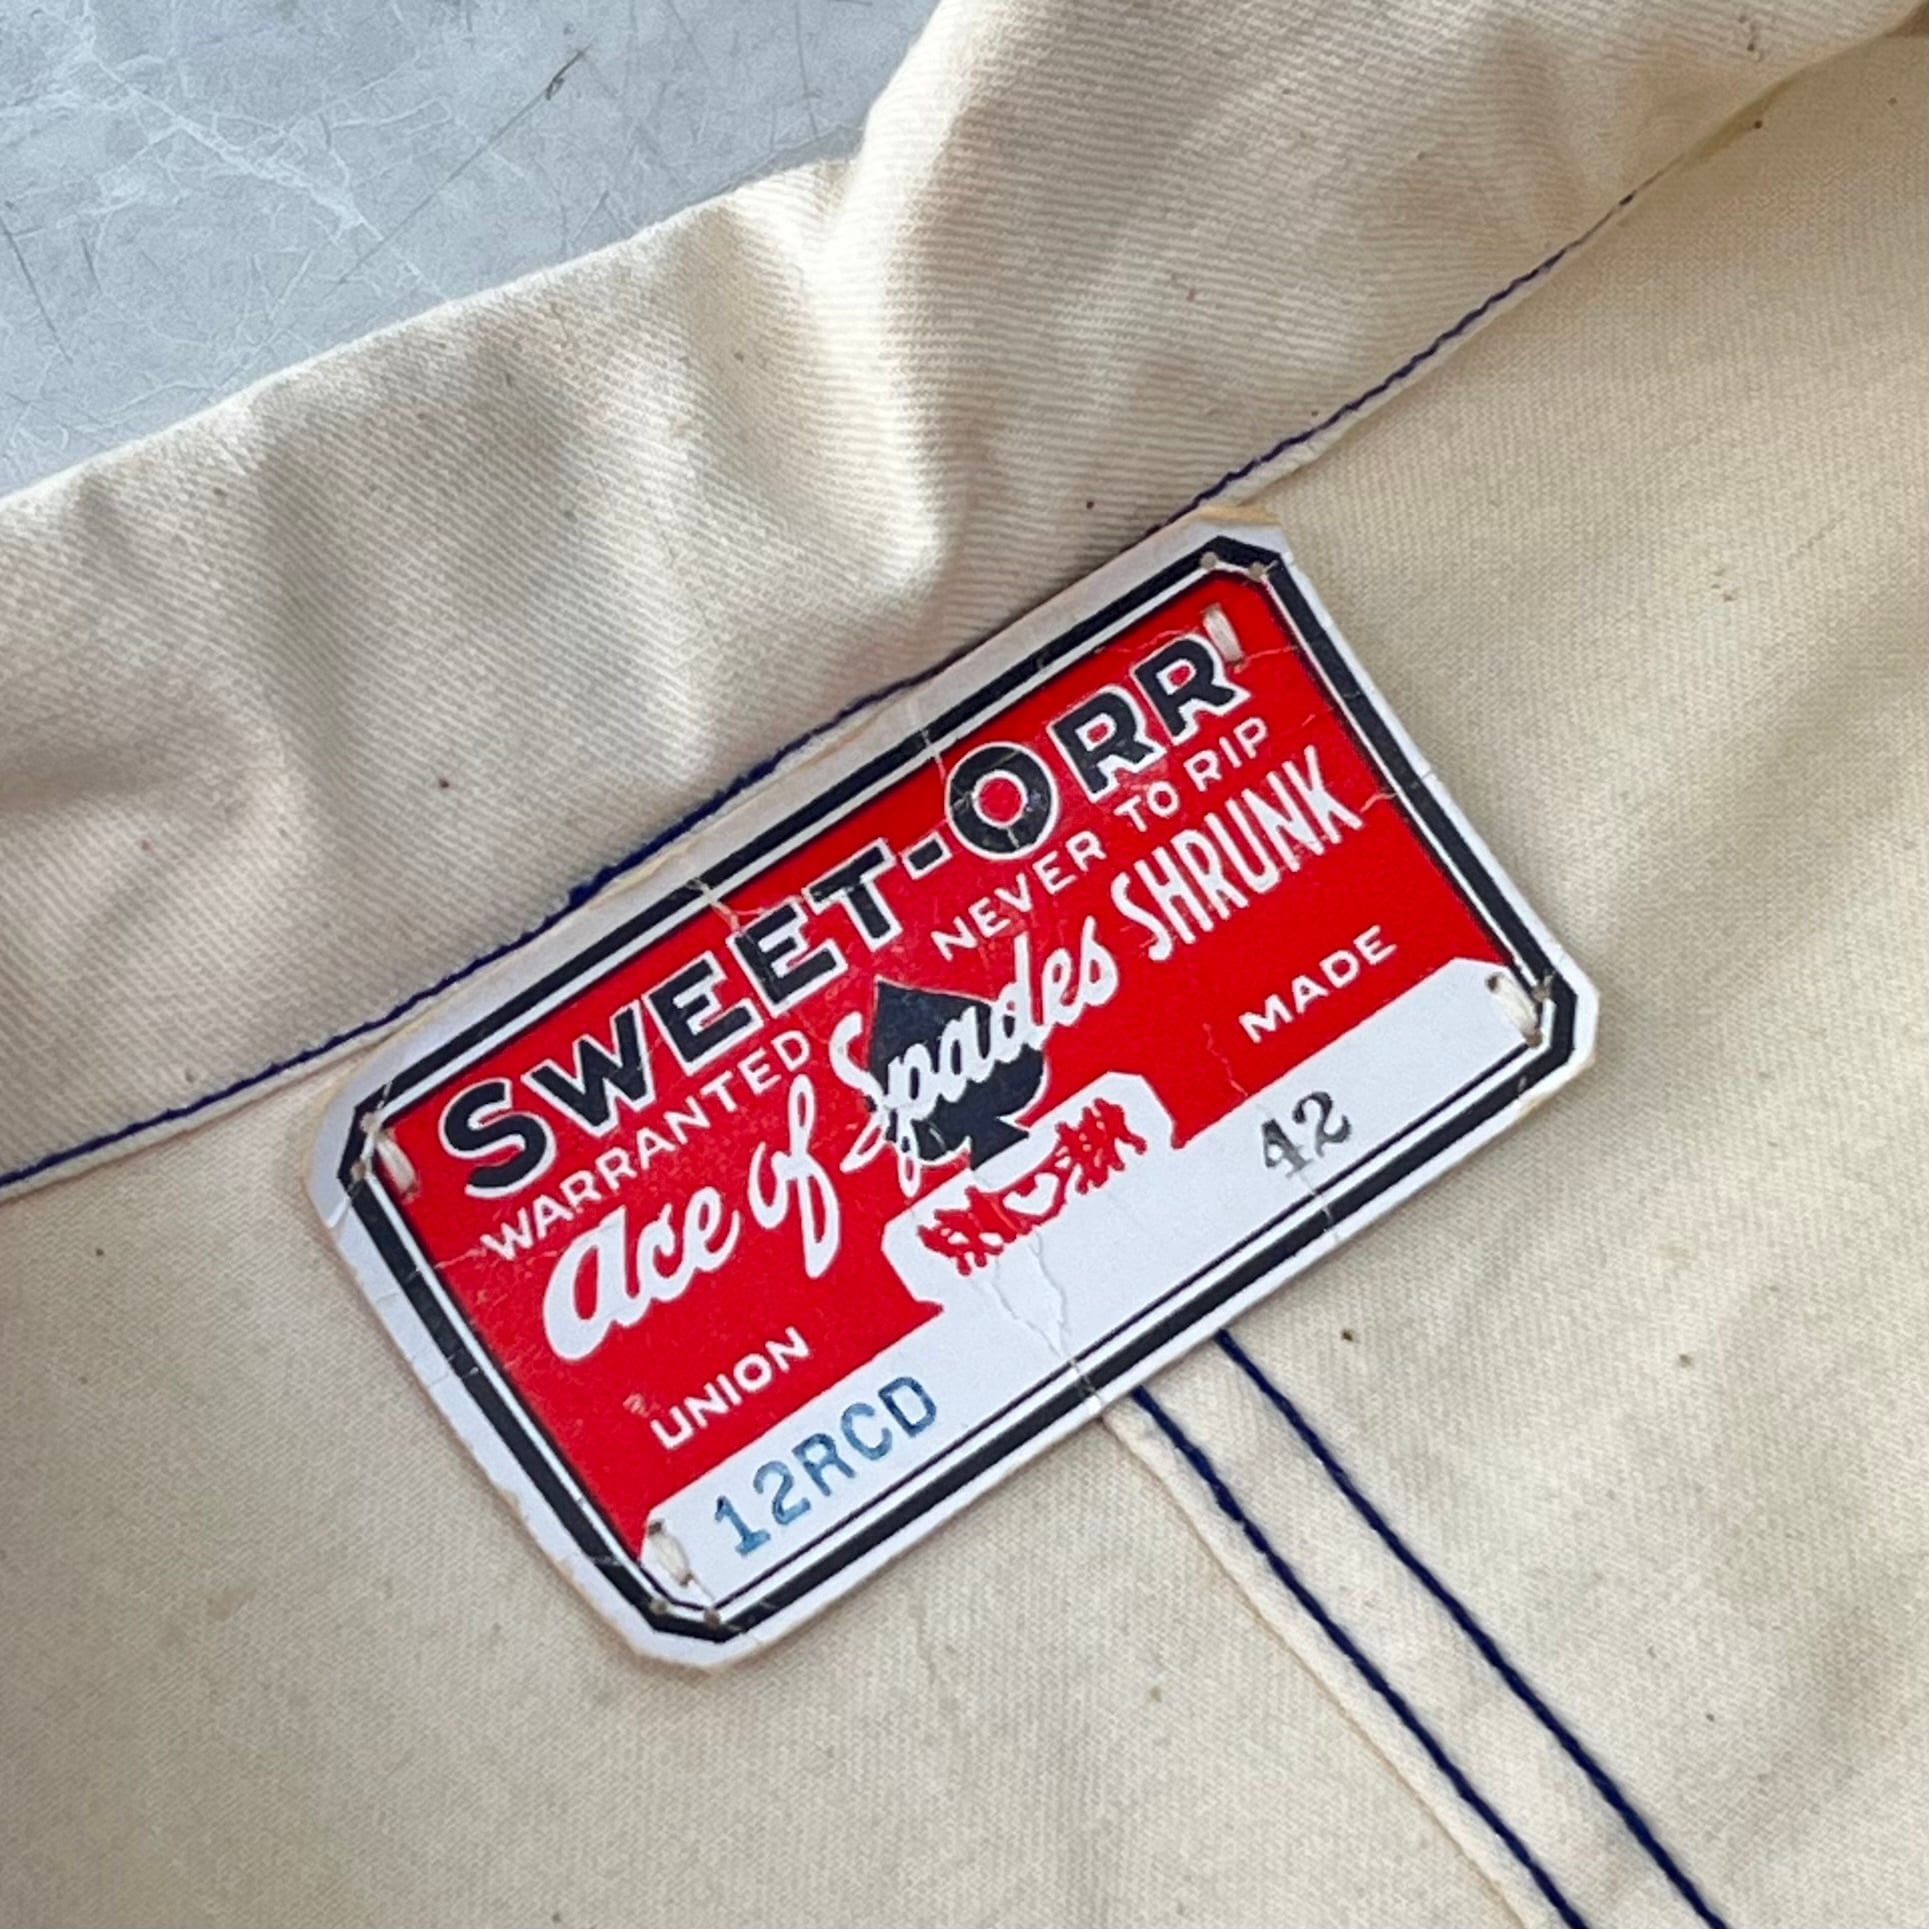 SWEET-ORR
WARRANTED NEVER TO RIP
Ace of Spades SHRUNK
UNION MADE
12RCD 42